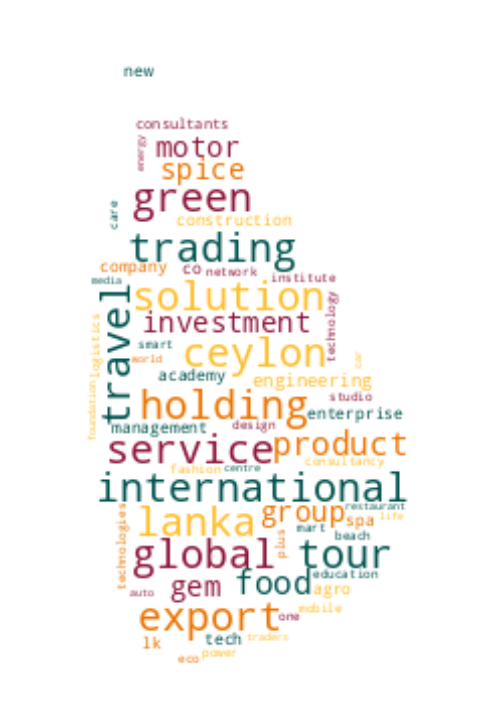 new
consultants
energy
motor
spice
green
care
construction
trading
company
co
network
institute
media
travel
solution
investment
technology
logistics
smart
world
ceylon
car
academy
engineering
foundation
holding
studio
enterprise
management
design
service
product
consultancy
fashion
centre
international
technologies
lanka
group
restaurant
spa
life
mart
plus
beach
global
tour
gem
food
education
agro
auto
export
one
mobile
lk
tech
traders
eco
power